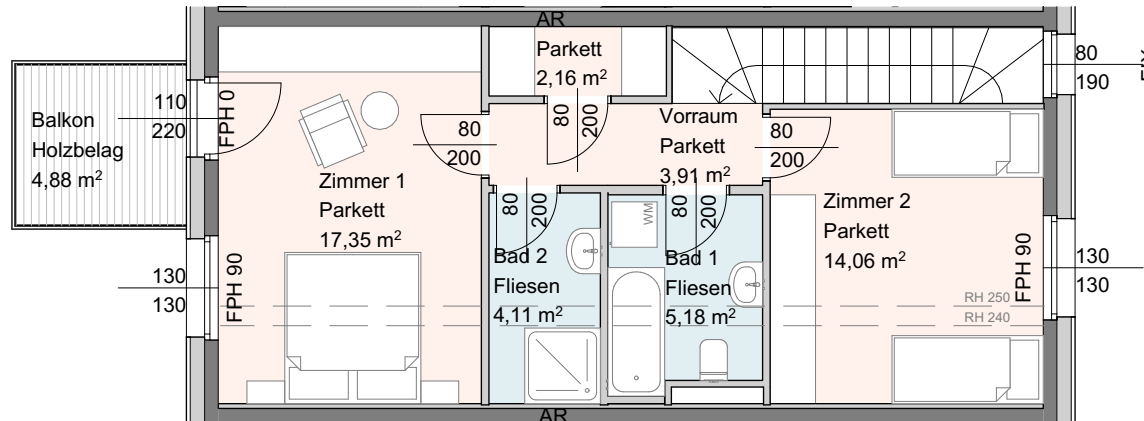 AR
Parkett
2,16 m²
80
200
80
190
FIX
Balkon
Holzbelag
4,88 m²
110
220
FPH 0
80
200
Vorraum
Parkett
3,91 m²
80
200
Zimmer 1
Parkett
17,35 m²
80
200
Bad 2
Fliesen
4,11 m²
WM
80
200
Bad 1
Fliesen
5,18 m²
Zimmer 2
Parkett
14,06 m²
130
130
FPH 90
RH 250
RH 240
FPH 90
130
130
AR